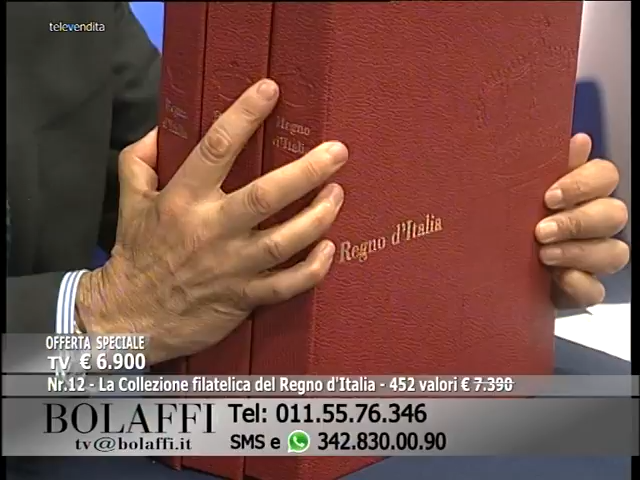 televendita
Regno
d'Italia
Regno
d'Italia
Regno d'Italia
OFFERTA SPECIALE
TV € 6.900
Nr.12 - La Collezione filatelica del Regno d'Italia - 452 valori € 7.390
BOLAFFI
tv@bolaffi.it
Tel: 011.55.76.346
SMS e 342.830.00.90